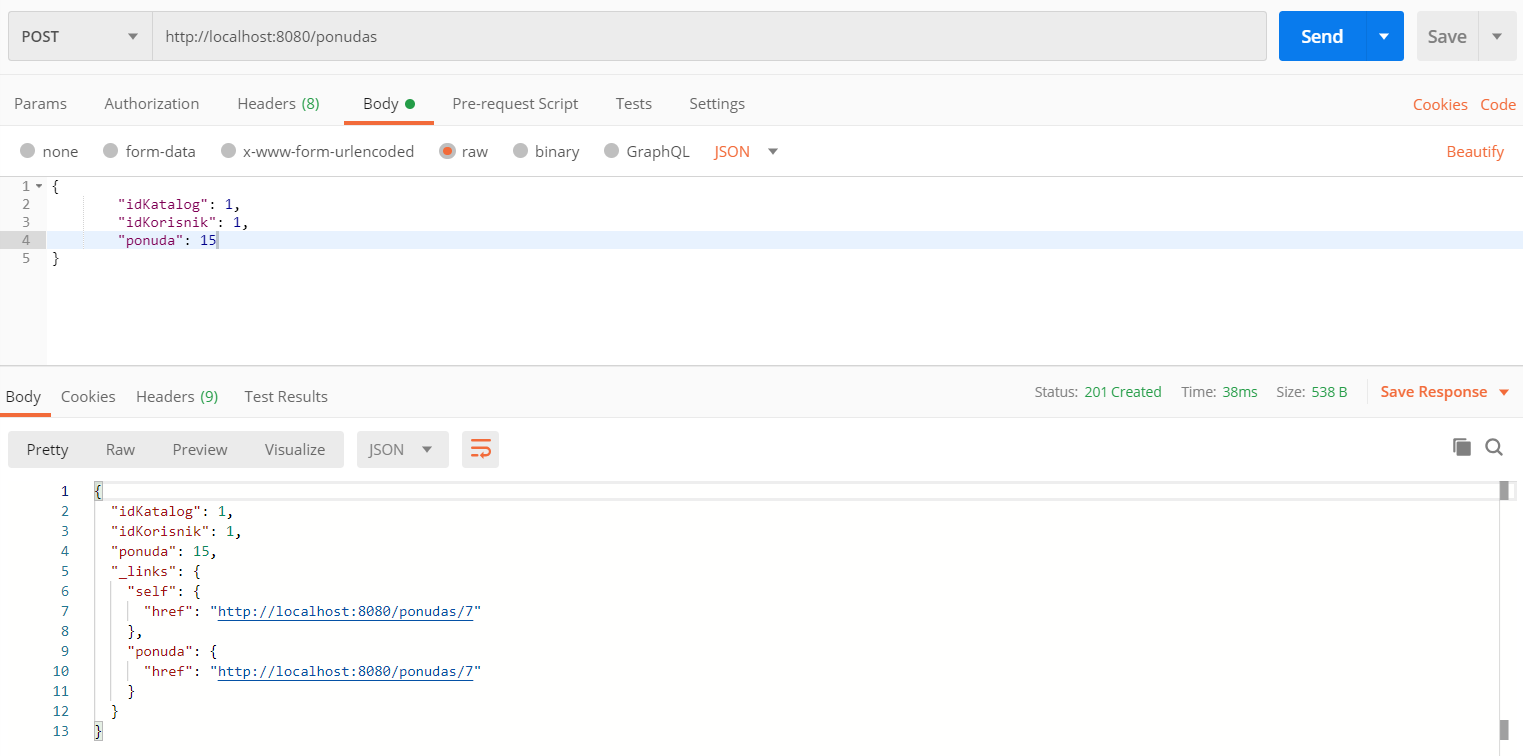 POST http://localhost:8080/ponudas Send Save
Params Authorization Headers (8) Body Pre-request Script Tests Settings Cookies Code
none form-data x-www-form-urlencoded raw binary GraphQL JSON Beautify
1 {
2 "idKatalog": 1,
3 "idKorisnik": 1,
4 "ponuda": 15
5 }
Body Cookies Headers (9) Test Results Status: 201 Created Time: 38ms Size: 538 B Save Response
Pretty Raw Preview Visualize JSON
1 {
2 "idKatalog": 1,
3 "idKorisnik": 1,
4 "ponuda": 15,
5 "_links": {
6 "self": {
7 "href": "http://localhost:8080/ponudas/7"
8 },
9 "ponuda": {
10 "href": "http://localhost:8080/ponudas/7"
11 }
12 }
13 }